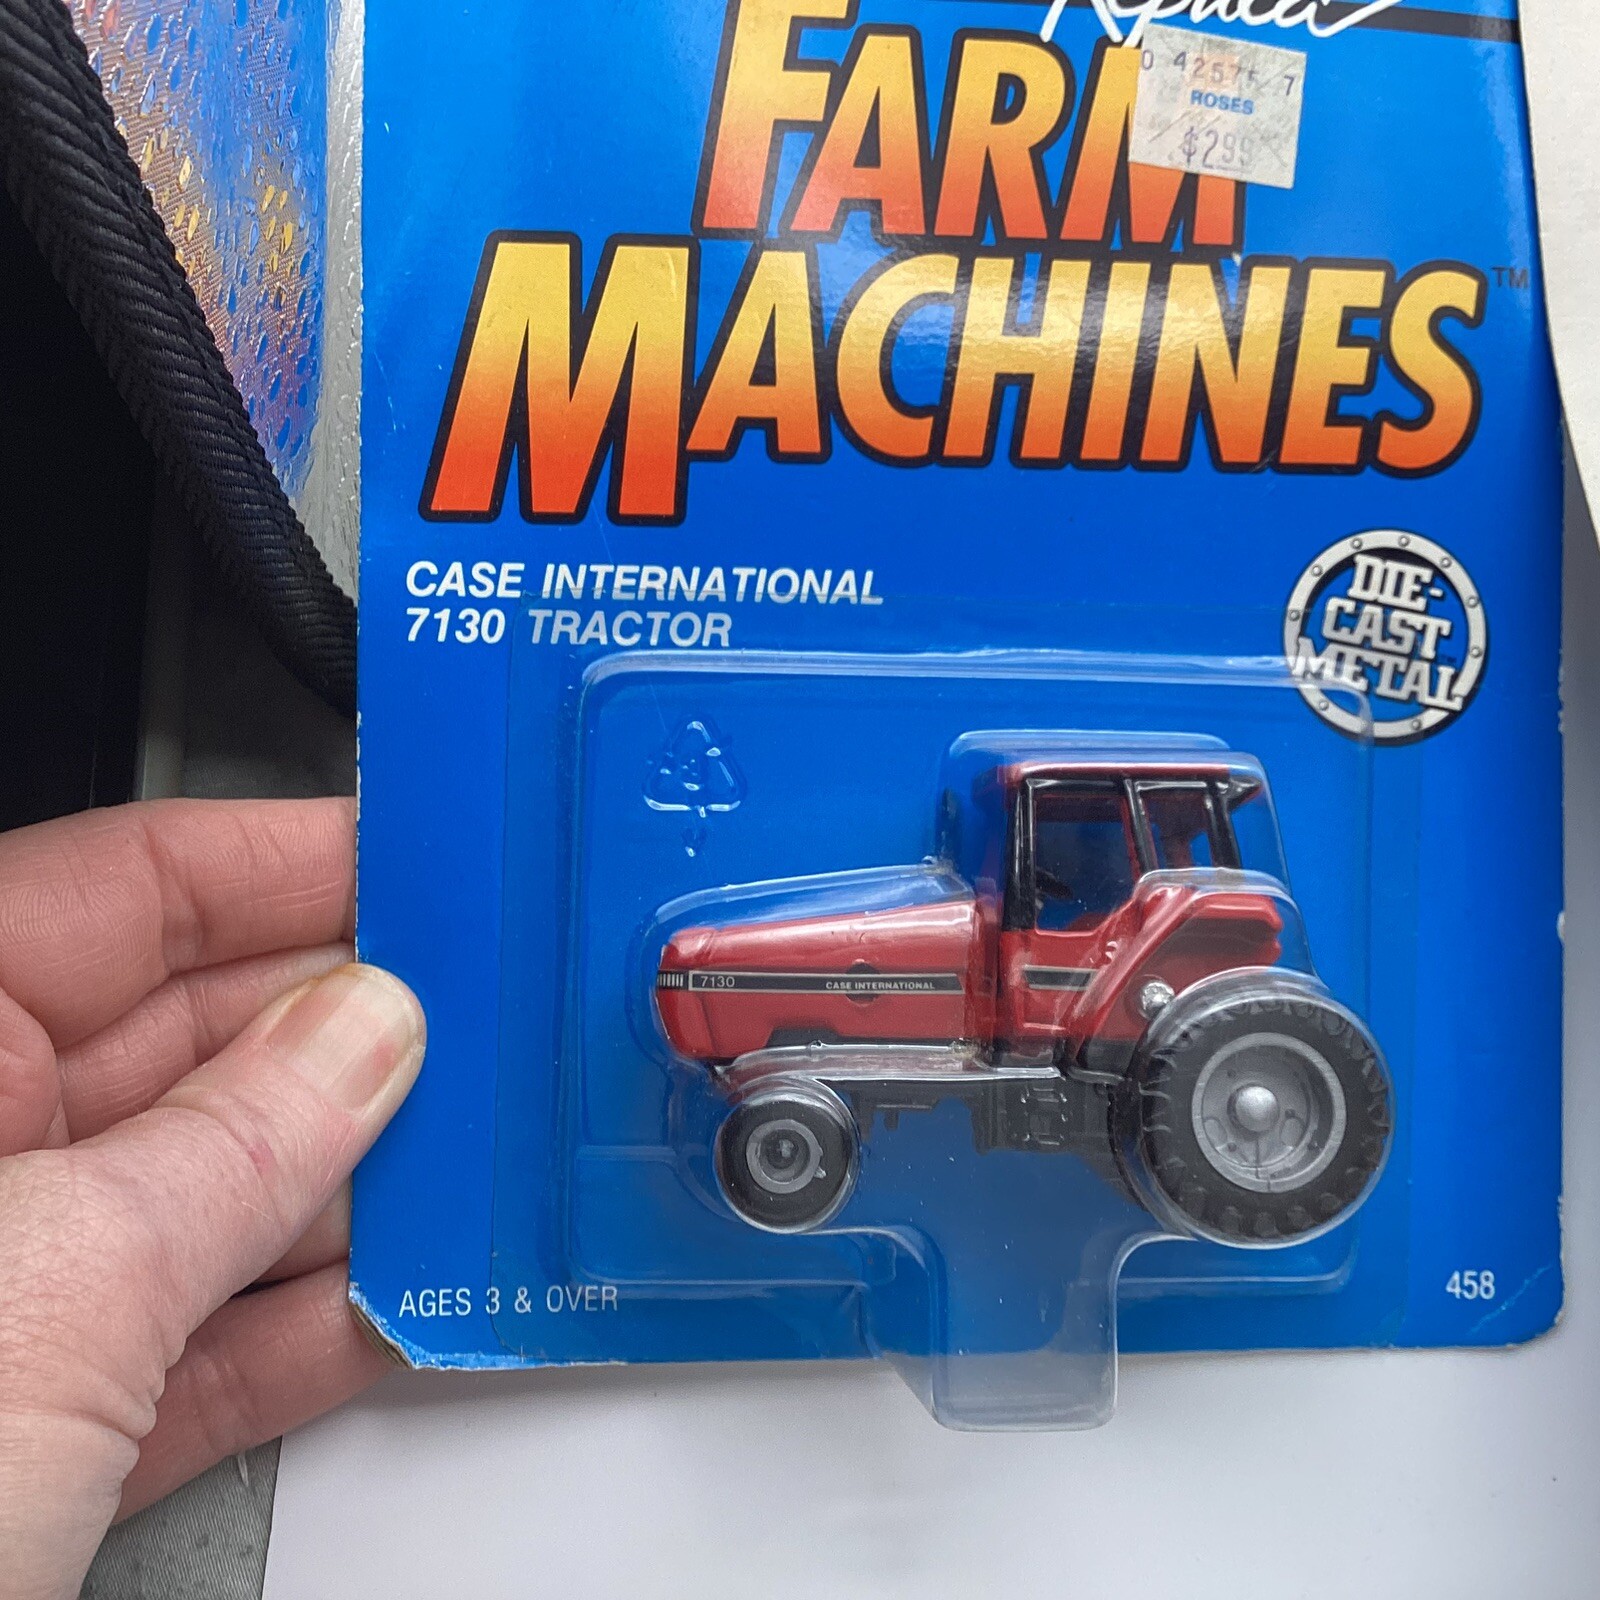 Replica
FARM
MACHINES™
0 42575 7
ROSES
$2.99
CASE INTERNATIONAL
7130 TRACTOR
DIE-
CAST
METAL
7130
CASE INTERNATIONAL
AGES 3 & OVER
458